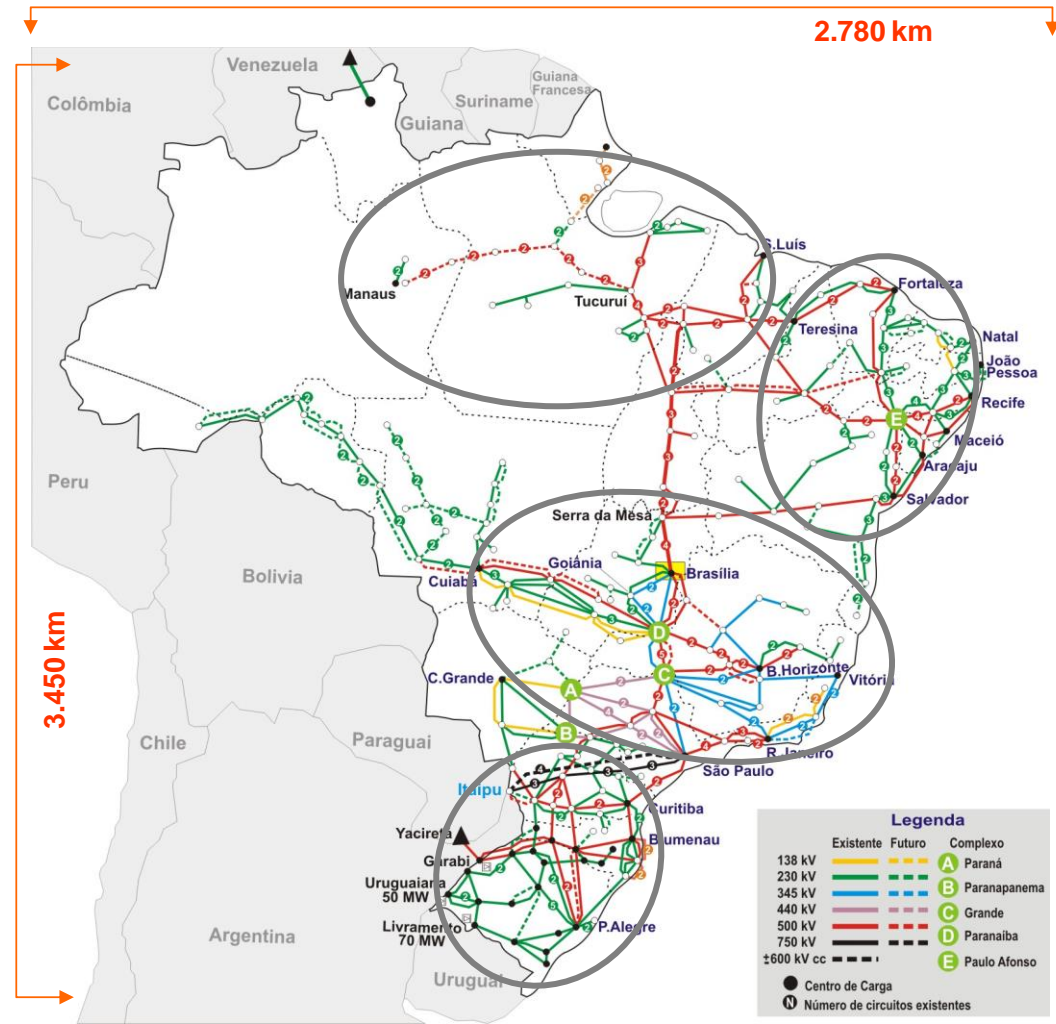 2.780 km
3.450 km
Venezuela
Colômbia
Guiana
Suriname
Guiana
Francesa
Manaus
Tucuruí
S.Luís
Fortaleza
Teresina
Natal
João
Pessoa
Recife
Maceió
Aracaju
Salvador
E
Peru
Serra da Mesa
Bolivia
Cuiabá
Goiânia
Brasília
D
C
B.Horizonte
Vitória
C.Grande
A
B
Chile
Paraguai
R.Janeiro
São Paulo
Itaipu
Curitiba
Yacireta
Blumenau
Garabi
Uruguaiana
50 MW
Livramento
70 MW
P.Alegre
Argentina
Uruguai
Legenda
Existente Futuro Complexo
138 kV A Paraná
230 kV B Paranapanema
345 kV
440 kV C Grande
500 kV D Paranaíba
750 kV
±600 kV cc E Paulo Afonso
Centro de Carga
N Número de circuitos existentes